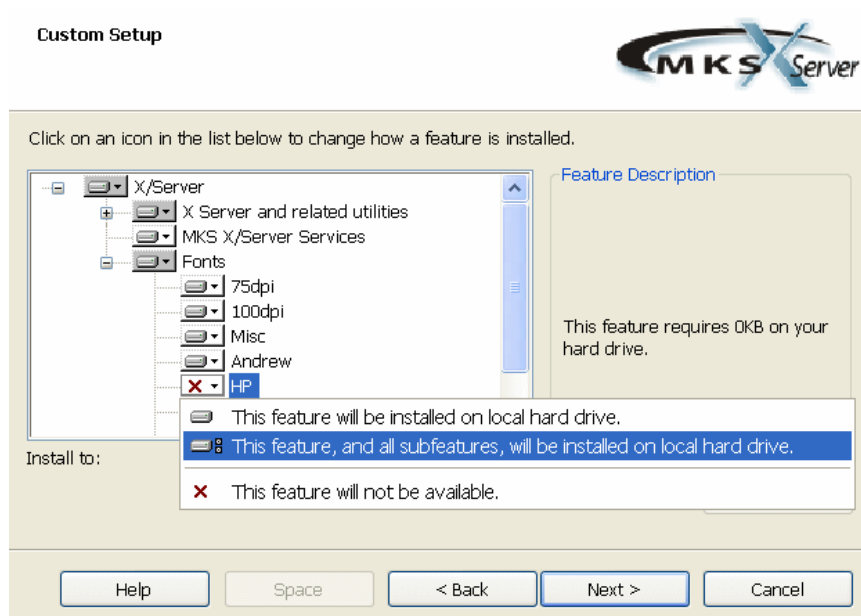 Custom Setup
MKS X Server
Click on an icon in the list below to change how a feature is installed.
X/Server
X Server and related utilities
MKS X/Server Services
Fonts
75dpi
100dpi
Misc
Andrew
HP
Feature Description
This feature requires 0KB on your
hard drive.
This feature will be installed on local hard drive.
This feature, and all subfeatures, will be installed on local hard drive.
This feature will not be available.
Install to:
Help
Space
< Back
Next >
Cancel